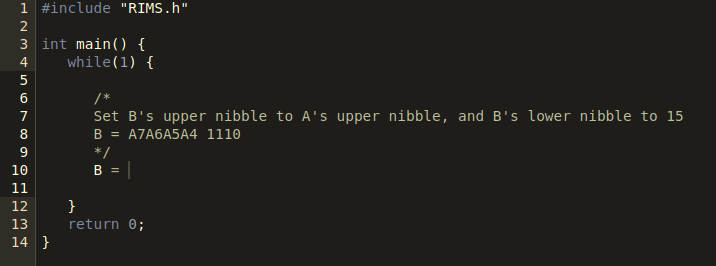 1 #include "RIMS.h"
2
3 int main() {
4 while(1) {
5
6 /*
7 Set B's upper nibble to A's upper nibble, and B's lower nibble to 15
8 B = A7A6A5A4 1110
9 */
10 B =
11
12 }
13 return 0;
14 }